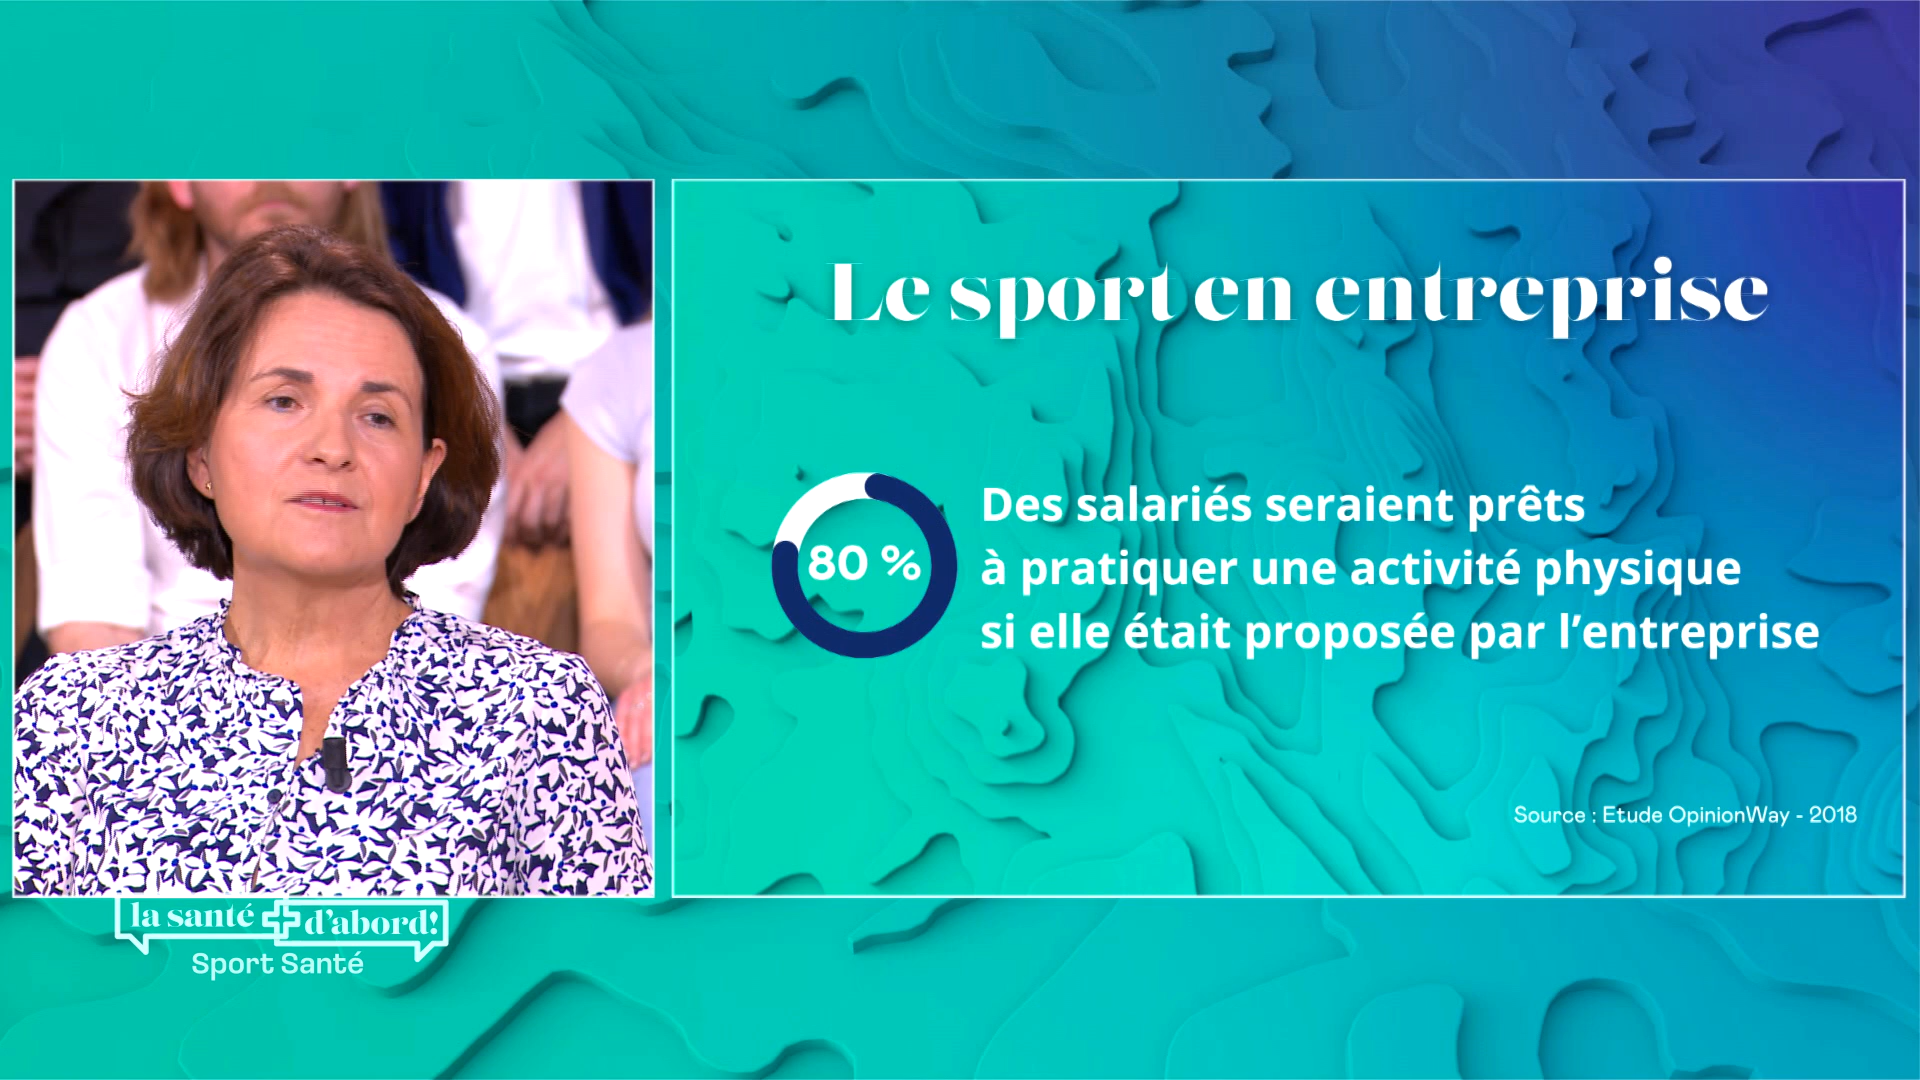 Le sport en entreprise
80 %
Des salariés seraient prêts
à pratiquer une activité physique
si elle était proposée par l’entreprise
Source : Etude OpinionWay - 2018
la santé d’abord!
Sport Santé